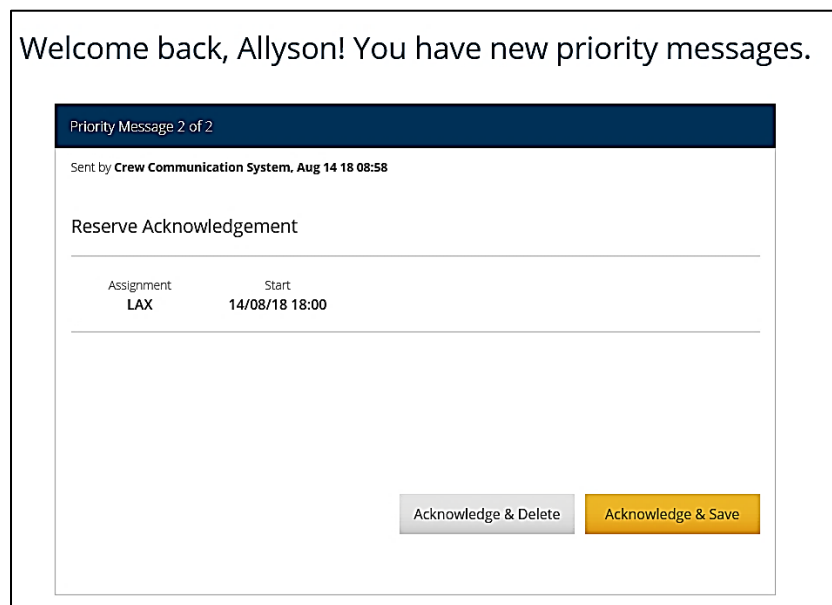 Welcome back, Allyson! You have new priority messages.
Priority Message 2 of 2
Sent by Crew Communication System, Aug 14 18 08:58
Reserve Acknowledgement
Assignment Start
LAX 14/08/18 18:00
Acknowledge & Delete Acknowledge & Save